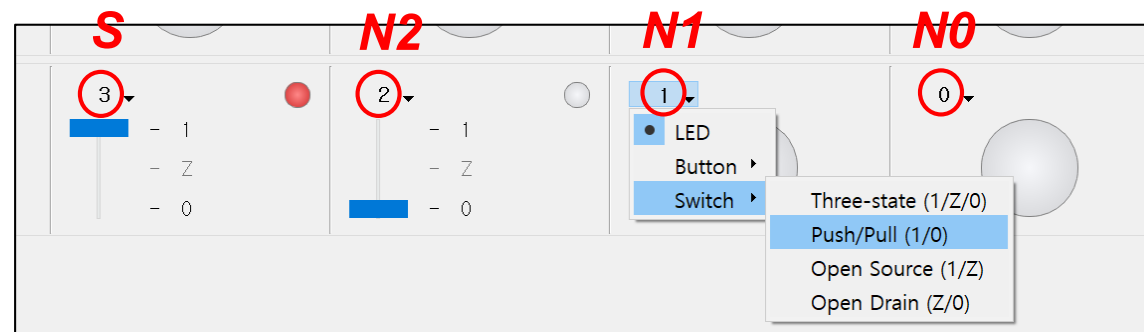 S N2 N1 N0
3 2 1 0
- 1 - 1 LED
- Z - Z Button
- 0 - 0 Switch Three-state (1/Z/0)
Push/Pull (1/0)
Open Source (1/Z)
Open Drain (Z/0)